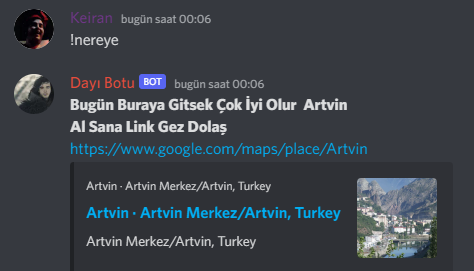 Keiran bugün saat 00:06
!nereye
Dayı Botu BOT bugün saat 00:06
Bugün Buraya Gitsek Çok İyi Olur Artvin
Al Sana Link Gez Dolaş
https://www.google.com/maps/place/Artvin
Artvin · Artvin Merkez/Artvin, Turkey
Artvin · Artvin Merkez/Artvin, Turkey
Artvin Merkez/Artvin, Turkey